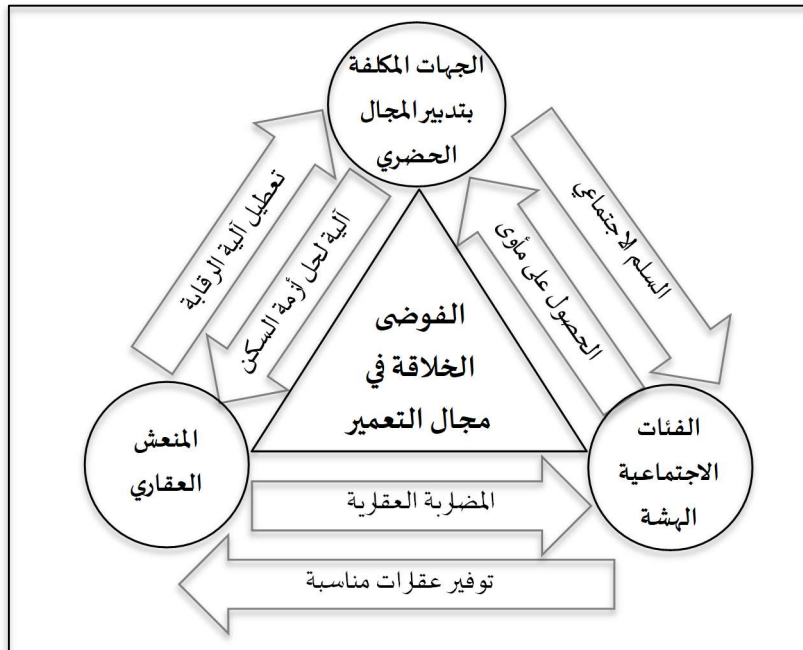 الجهات المكلفة
بتدبير المجال
الحضري
تعطيل آلية الرقابة
آلية لحل أزمة السكن
السلم الاجتماعي
الحصول على مأوى
الفوضى
الخلاقة في
مجال التعمير
المنعش
العقاري
الفئات
الاجتماعية
الهشة
المضاربة العقارية
توفير عقارات مناسبة